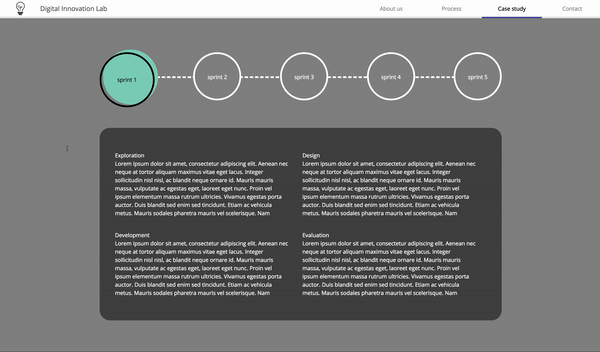 Digital Innovation Lab
About us
Process
Case study
Contact
sprint 1
sprint 2
sprint 3
sprint 4
sprint 5
Exploration
Lorem ipsum dolor sit amet, consectetur adipiscing elit. Aenean nec
neque at tortor aliquam maximus vitae eget lacus. Integer
sollicitudin nisl nisl, ac blandit neque ornare id. Mauris mauris
massa, vulputate ac egestas eget, laoreet eget nunc. Proin vel
ipsum elementum massa rutrum ultricies. Vivamus egestas porta
auctor. Duis blandit sed enim sed tincidunt. Etiam ac vehicula
metus. Mauris sodales pharetra mauris vel scelerisque. Nam
Design
Lorem ipsum dolor sit amet, consectetur adipiscing elit. Aenean nec
neque at tortor aliquam maximus vitae eget lacus. Integer
sollicitudin nisl nisl, ac blandit neque ornare id. Mauris mauris
massa, vulputate ac egestas eget, laoreet eget nunc. Proin vel
ipsum elementum massa rutrum ultricies. Vivamus egestas porta
auctor. Duis blandit sed enim sed tincidunt. Etiam ac vehicula
metus. Mauris sodales pharetra mauris vel scelerisque. Nam
Development
Lorem ipsum dolor sit amet, consectetur adipiscing elit. Aenean nec
neque at tortor aliquam maximus vitae eget lacus. Integer
sollicitudin nisl nisl, ac blandit neque ornare id. Mauris mauris
massa, vulputate ac egestas eget, laoreet eget nunc. Proin vel
ipsum elementum massa rutrum ultricies. Vivamus egestas porta
auctor. Duis blandit sed enim sed tincidunt. Etiam ac vehicula
metus. Mauris sodales pharetra mauris vel scelerisque. Nam
Evaluation
Lorem ipsum dolor sit amet, consectetur adipiscing elit. Aenean nec
neque at tortor aliquam maximus vitae eget lacus. Integer
sollicitudin nisl nisl, ac blandit neque ornare id. Mauris mauris
massa, vulputate ac egestas eget, laoreet eget nunc. Proin vel
ipsum elementum massa rutrum ultricies. Vivamus egestas porta
auctor. Duis blandit sed enim sed tincidunt. Etiam ac vehicula
metus. Mauris sodales pharetra mauris vel scelerisque. Nam